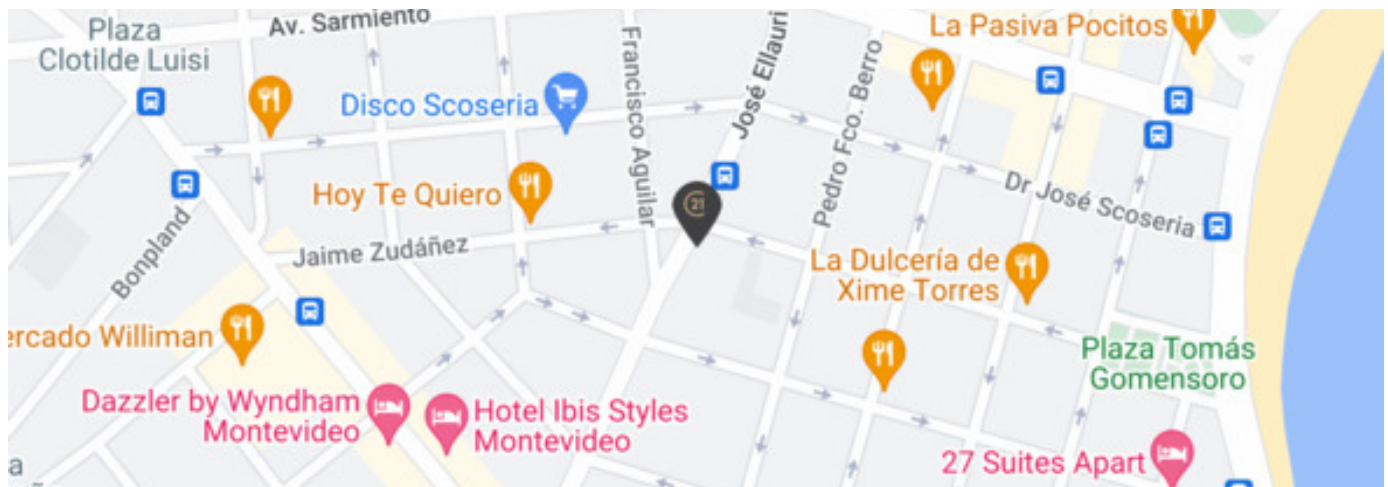 Plaza
Clotilde Luisi
Av. Sarmiento
Francisco Aguilar
José Ellauri
Pedro Fco. Berro
La Pasiva Pocitos
Disco Scoseria
Hoy Te Quiero
21
Dr José Scoseria
Bonpland
Jaime Zudáñez
La Dulcería de
Xime Torres
ercado Williman
Plaza Tomás
Gomensoro
Dazzler by Wyndham
Montevideo
Hotel Ibis Styles
Montevideo
27 Suites Apart
a